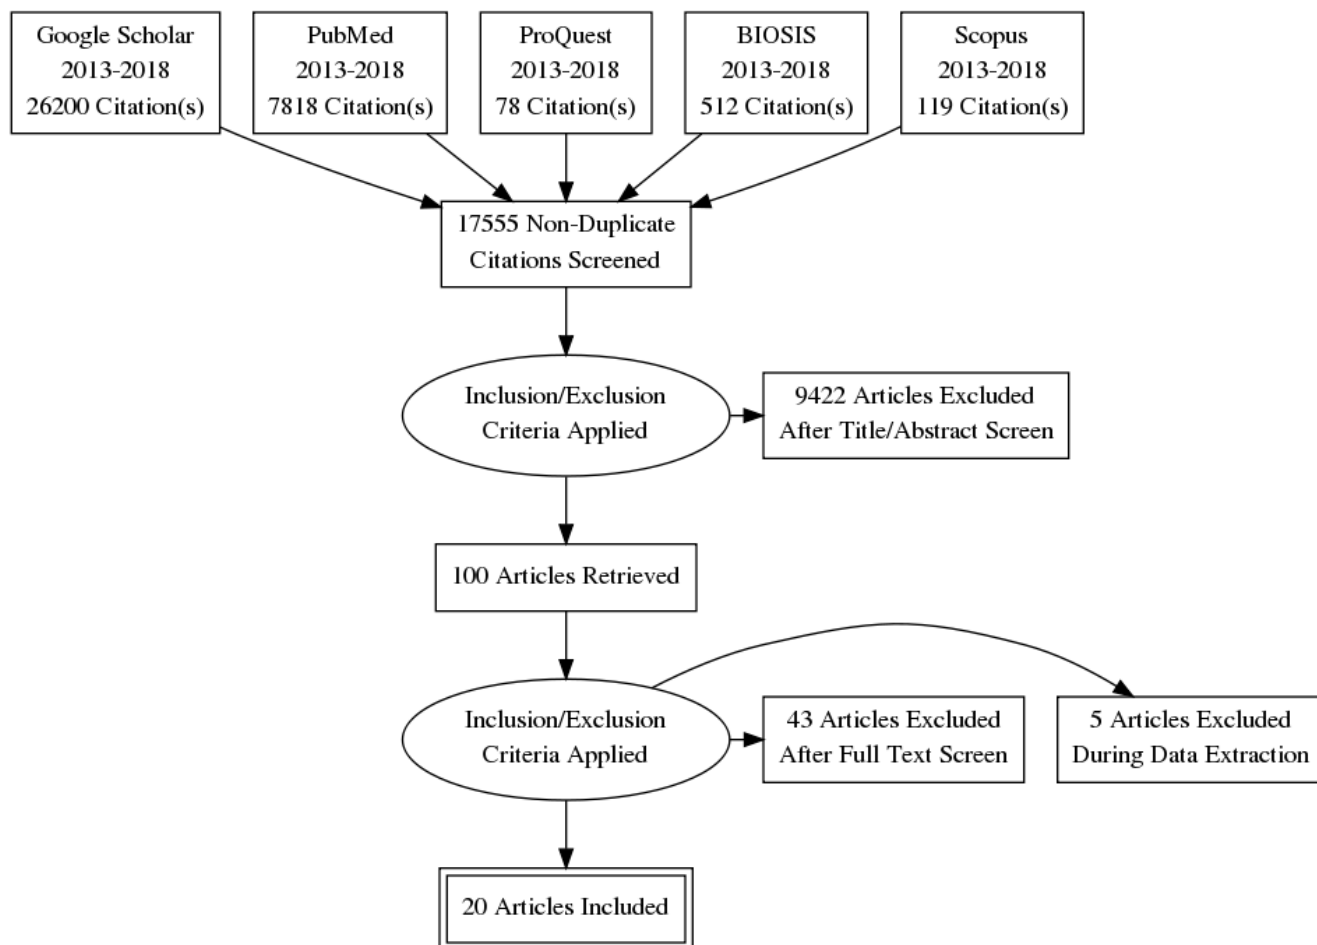 Google Scholar
2013-2018
26200 Citation(s)
PubMed
2013-2018
7818 Citation(s)
ProQuest
2013-2018
78 Citation(s)
BIOSIS
2013-2018
512 Citation(s)
Scopus
2013-2018
119 Citation(s)
17555 Non-Duplicate
Citations Screened
Inclusion/Exclusion
Criteria Applied
9422 Articles Excluded
After Title/Abstract Screen
100 Articles Retrieved
Inclusion/Exclusion
Criteria Applied
43 Articles Excluded
After Full Text Screen
5 Articles Excluded
During Data Extraction
20 Articles Included